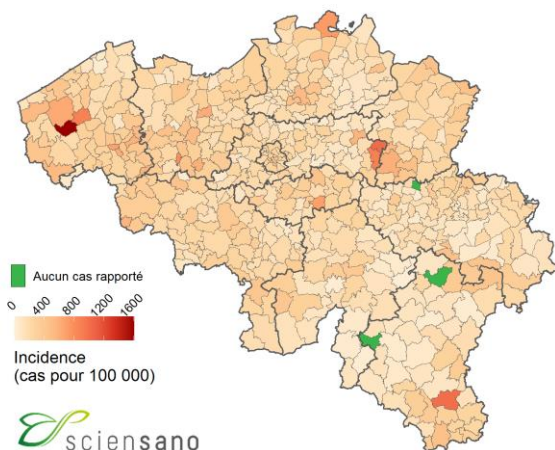 Aucun cas rapporté
0 400 800 1200 1600
Incidence
(cas pour 100 000)
sciensano